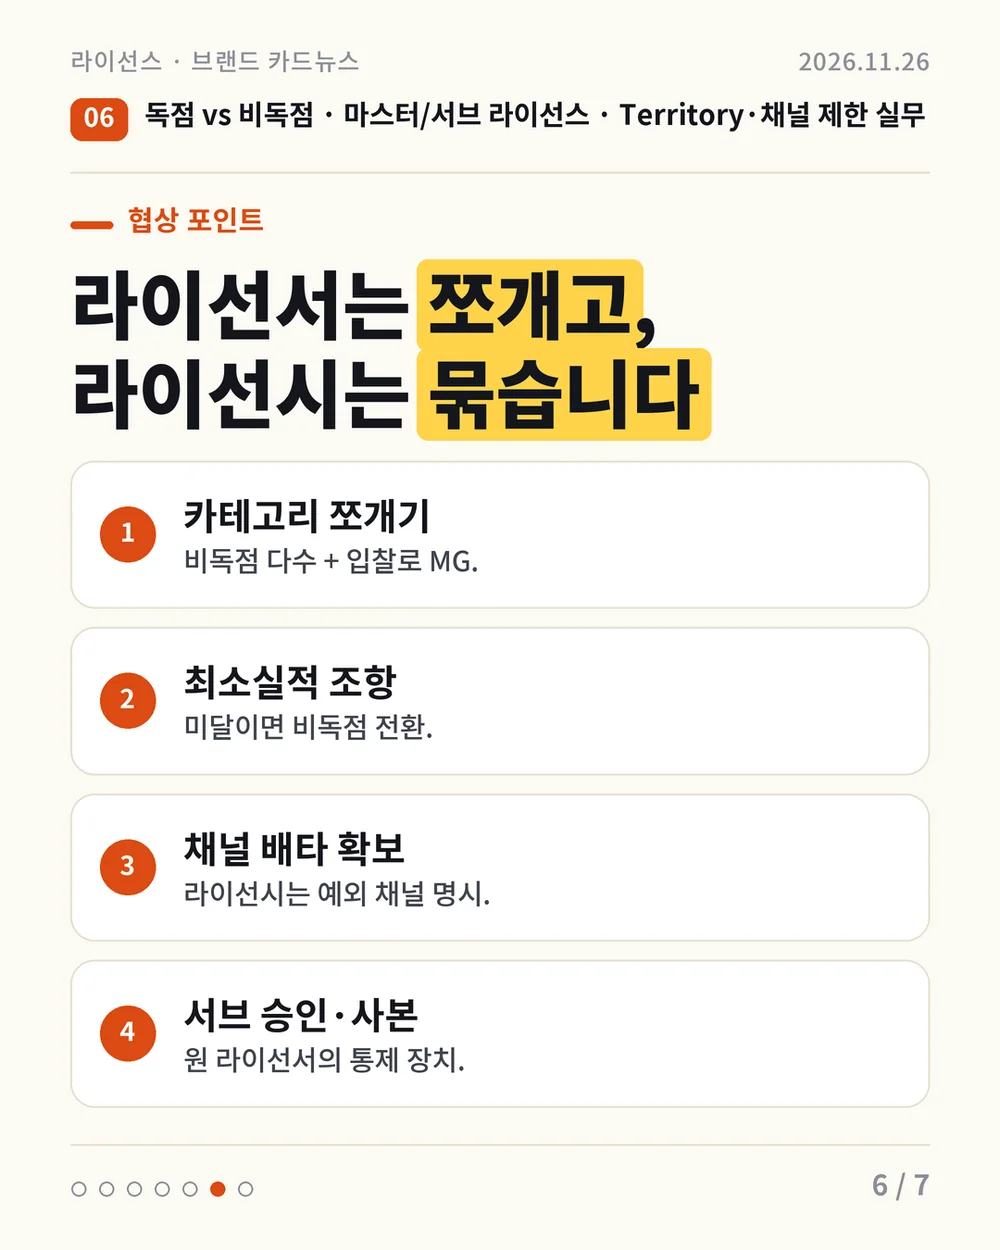 라이선스 · 브랜드 카드뉴스
2026.11.26
06 독점 vs 비독점 · 마스터/서브 라이선스 · Territory·채널 제한 실무
협상 포인트
라이선서는 쪼개고,
라이선시는 묶습니다
1
카테고리 쪼개기
비독점 다수 + 입찰로 MG.
2
최소실적 조항
미달이면 비독점 전환.
3
채널 배타 확보
라이선시는 예외 채널 명시.
4
서브 승인·사본
원 라이선서의 통제 장치.
6 / 7